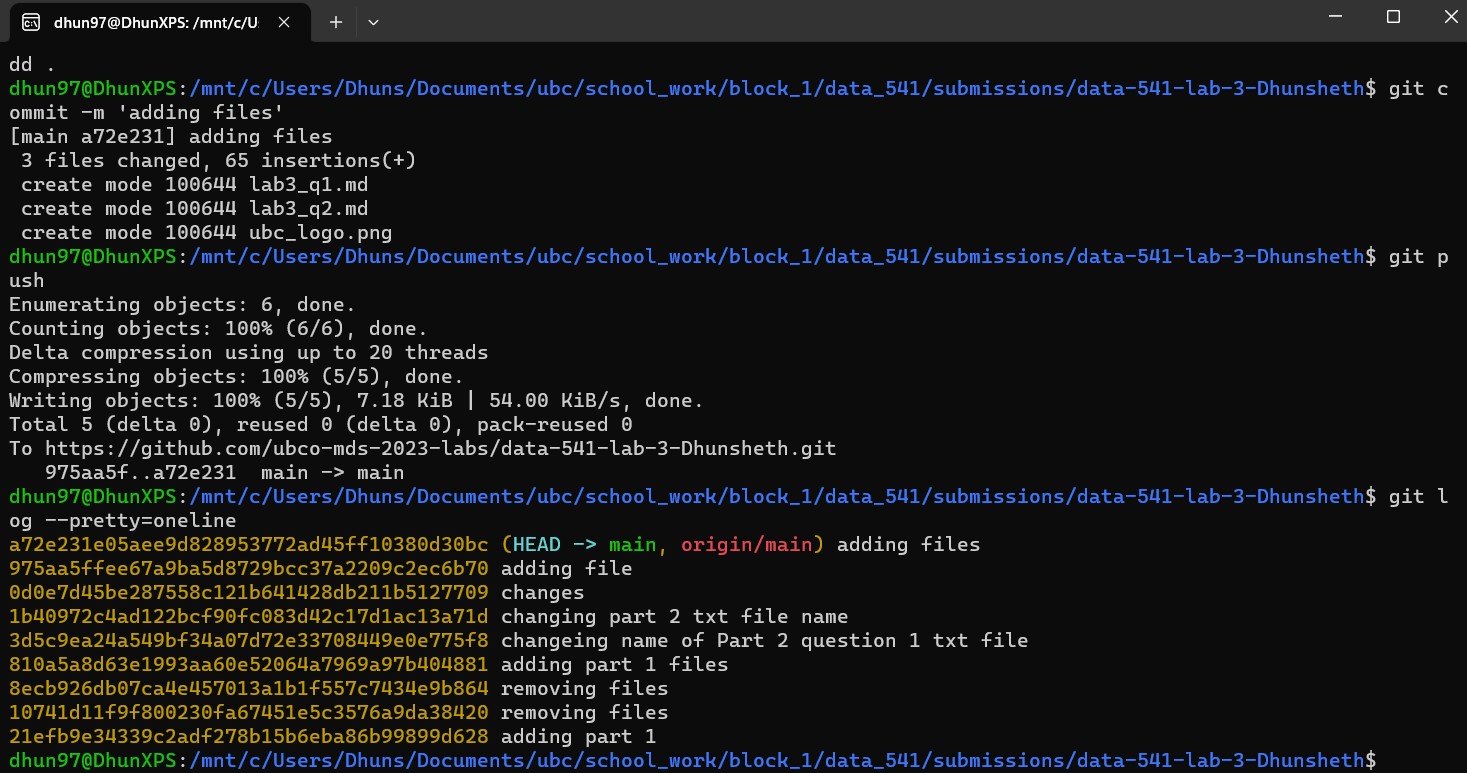 dhun97@DhunXPS: /mnt/c/U
dd .
dhun97@DhunXPS:/mnt/c/Users/Dhuns/Documents/ubc/school_work/block_1/data_541/submissions/data-541-lab-3-Dhunsheth$ git c
ommit -m 'adding files'
[main a72e231] adding files
 3 files changed, 65 insertions(+)
 create mode 100644 lab3_q1.md
 create mode 100644 lab3_q2.md
 create mode 100644 ubc_logo.png
dhun97@DhunXPS:/mnt/c/Users/Dhuns/Documents/ubc/school_work/block_1/data_541/submissions/data-541-lab-3-Dhunsheth$ git p
ush
Enumerating objects: 6, done.
Counting objects: 100% (6/6), done.
Delta compression using up to 20 threads
Compressing objects: 100% (5/5), done.
Writing objects: 100% (5/5), 7.18 KiB | 54.00 KiB/s, done.
Total 5 (delta 0), reused 0 (delta 0), pack-reused 0
To https://github.com/ubco-mds-2023-labs/data-541-lab-3-Dhunsheth.git
   975aa5f..a72e231  main -> main
dhun97@DhunXPS:/mnt/c/Users/Dhuns/Documents/ubc/school_work/block_1/data_541/submissions/data-541-lab-3-Dhunsheth$ git l
og --pretty=oneline
a72e231e05aee9d828953772ad45ff10380d30bc (HEAD -> main, origin/main) adding files
975aa5ffee67a9ba5d8729bcc37a2209c2ec6b70 adding file
0d0e7d45be287558c121b641428db211b5127709 changes
1b40972c4ad122bcf90fc083d42c17d1ac13a71d changing part 2 txt file name
3d5c9ea24a549bf34a07d72e33708449e0e775f8 changeing name of Part 2 question 1 txt file
810a5a8d63e1993aa60e52064a7969a97b404881 adding part 1 files
8ecb926db07ca4e457013a1b1f557c7434e9b864 removing files
10741d11f9f800230fa67451e5c3576a9da38420 removing files
21efb9e34339c2adf278b15b6eba86b99899d628 adding part 1
dhun97@DhunXPS:/mnt/c/Users/Dhuns/Documents/ubc/school_work/block_1/data_541/submissions/data-541-lab-3-Dhunsheth$